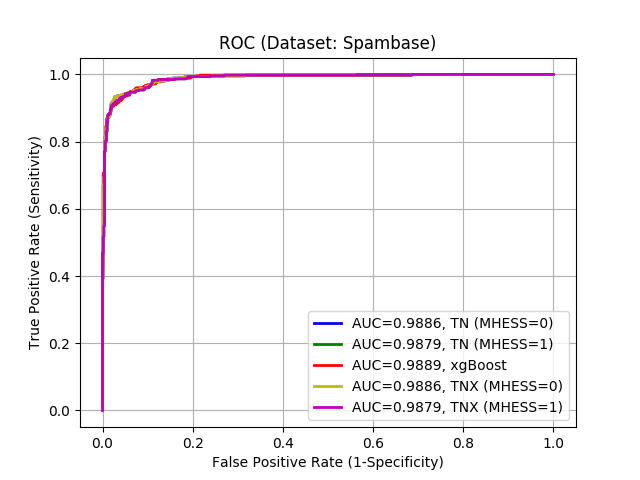 ROC (Dataset: Spambase)
1.0
0.8
0.6
0.4
0.2
0.0
True Positive Rate (Sensitivity)
AUC=0.9886, TN (MHESS=0)
AUC=0.9879, TN (MHESS=1)
AUC=0.9889, xgBoost
AUC=0.9886, TNX (MHESS=0)
AUC=0.9879, TNX (MHESS=1)
0.0 0.2 0.4 0.6 0.8 1.0
False Positive Rate (1-Specificity)